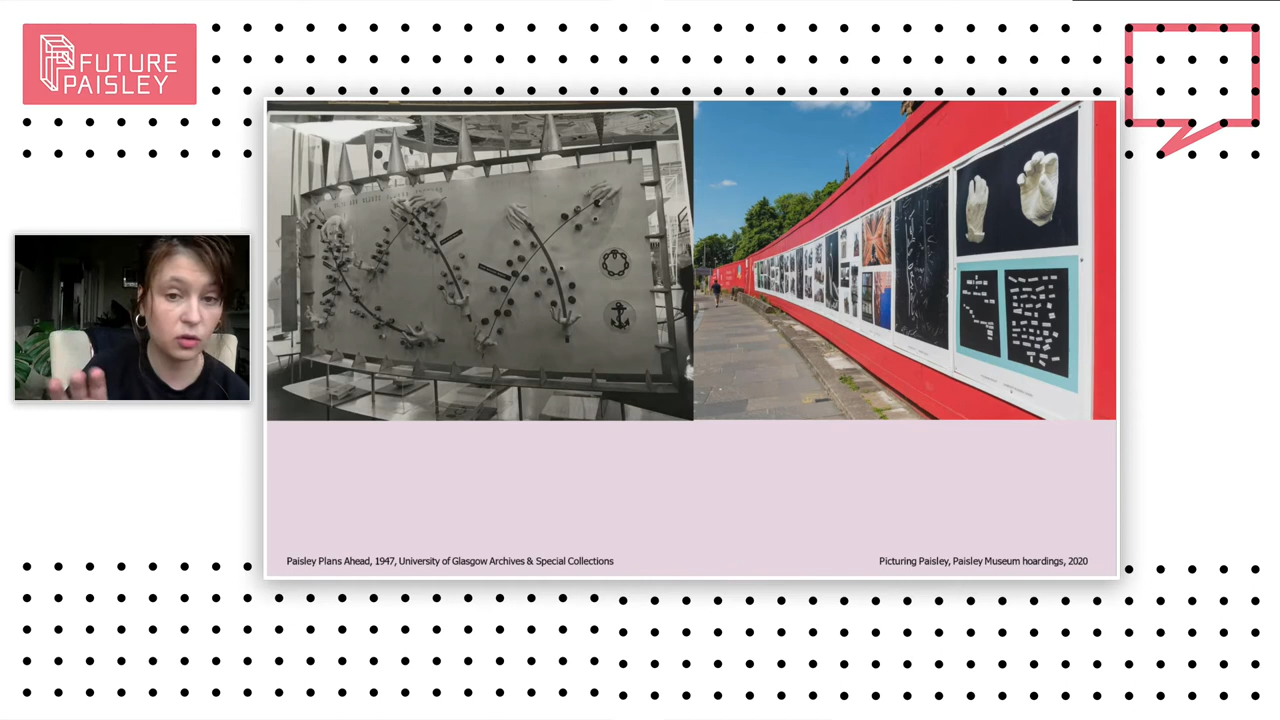 FUTURE
PAISLEY
Paisley Plans Ahead, 1947, University of Glasgow Archives & Special Collections
Picturing Paisley, Paisley Museum hoardings, 2020